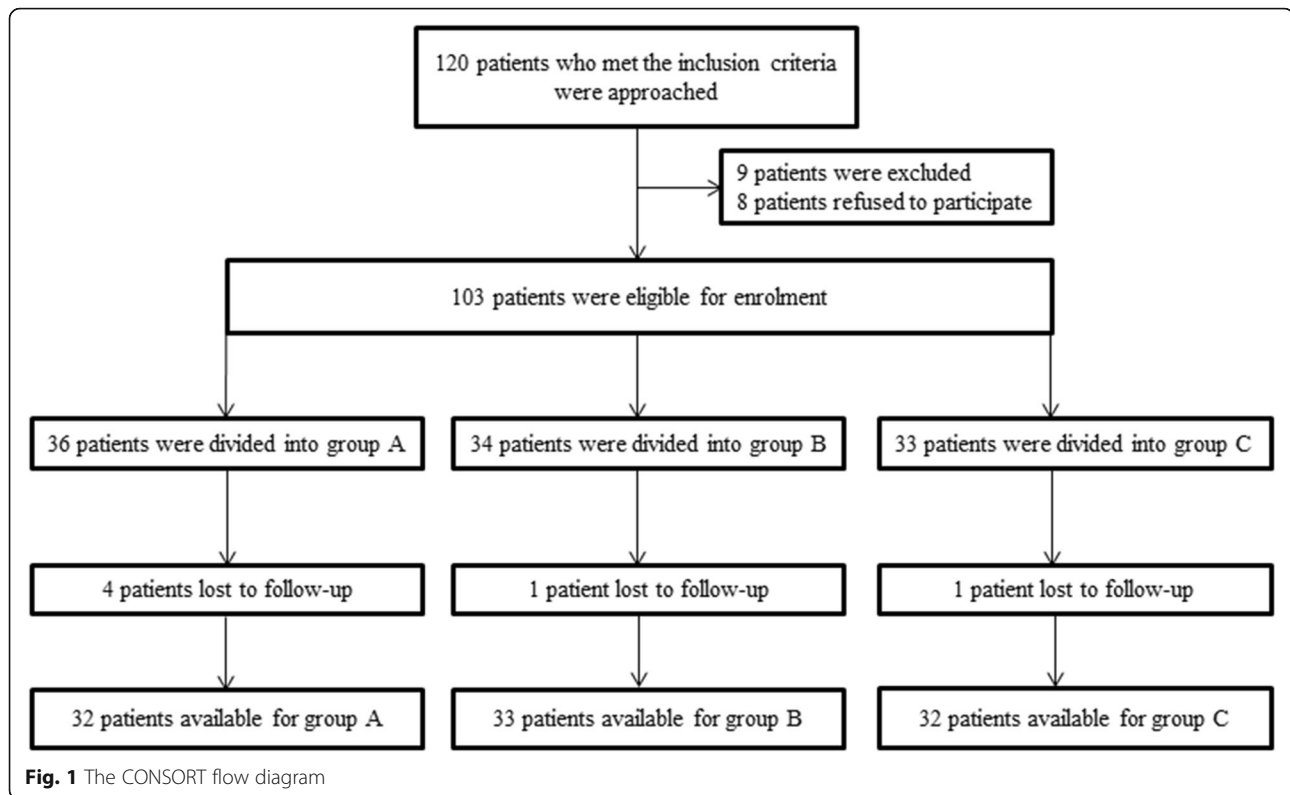 120 patients who met the inclusion criteria
were approached
9 patients were excluded
8 patients refused to participate
103 patients were eligible for enrolment
36 patients were divided into group A
34 patients were divided into group B
33 patients were divided into group C
4 patients lost to follow-up
1 patient lost to follow-up
1 patient lost to follow-up
32 patients available for group A
33 patients available for group B
32 patients available for group C
Fig. 1 The CONSORT flow diagram